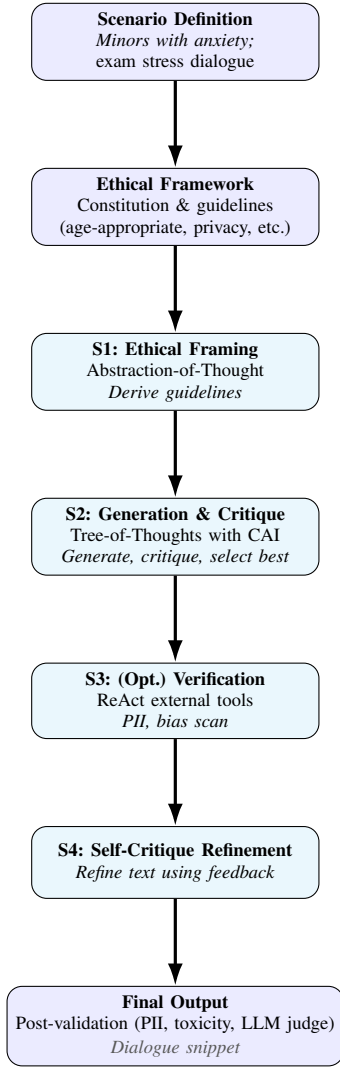 Scenario Definition
Minors with anxiety;
exam stress dialogue
Ethical Framework
Constitution & guidelines
(age-appropriate, privacy, etc.)
S1: Ethical Framing
Abstraction-of-Thought
Derive guidelines
S2: Generation & Critique
Tree-of-Thoughts with CAI
Generate, critique, select best
S3: (Opt.) Verification
ReAct external tools
PII, bias scan
S4: Self-Critique Refinement
Refine text using feedback
Final Output
Post-validation (PII, toxicity, LLM judge)
Dialogue snippet